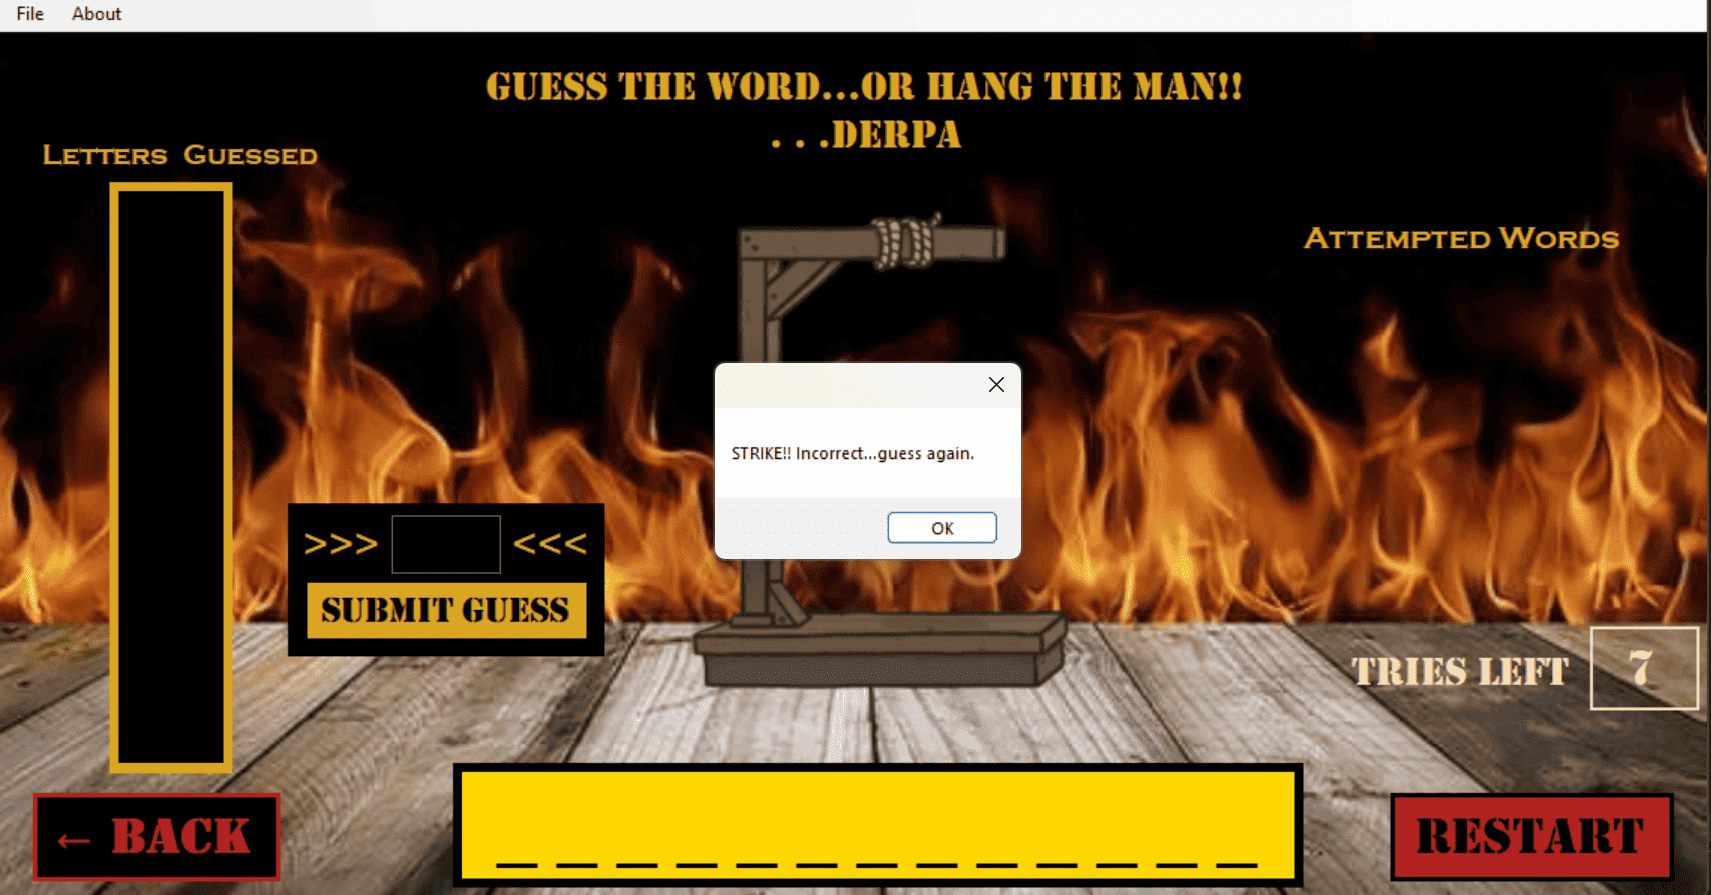 File About
GUESS THE WORD...OR HANG THE MAN!!
. . .DERPA
LETTERS GUESSED
ATTEMPTED WORDS
STRIKE!! Incorrect...guess again.
OK
>>> <<<
SUBMIT GUESS
TRIES LEFT 7
← BACK
_ _ _ _ _ _ _ _ _ _ _ _ _
RESTART